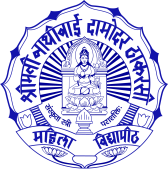 श्रीमती नाथीबाई दामोदर ठाकरसी
संस्कृता स्त्री पराशक्तिः
महिला विद्यापीठ